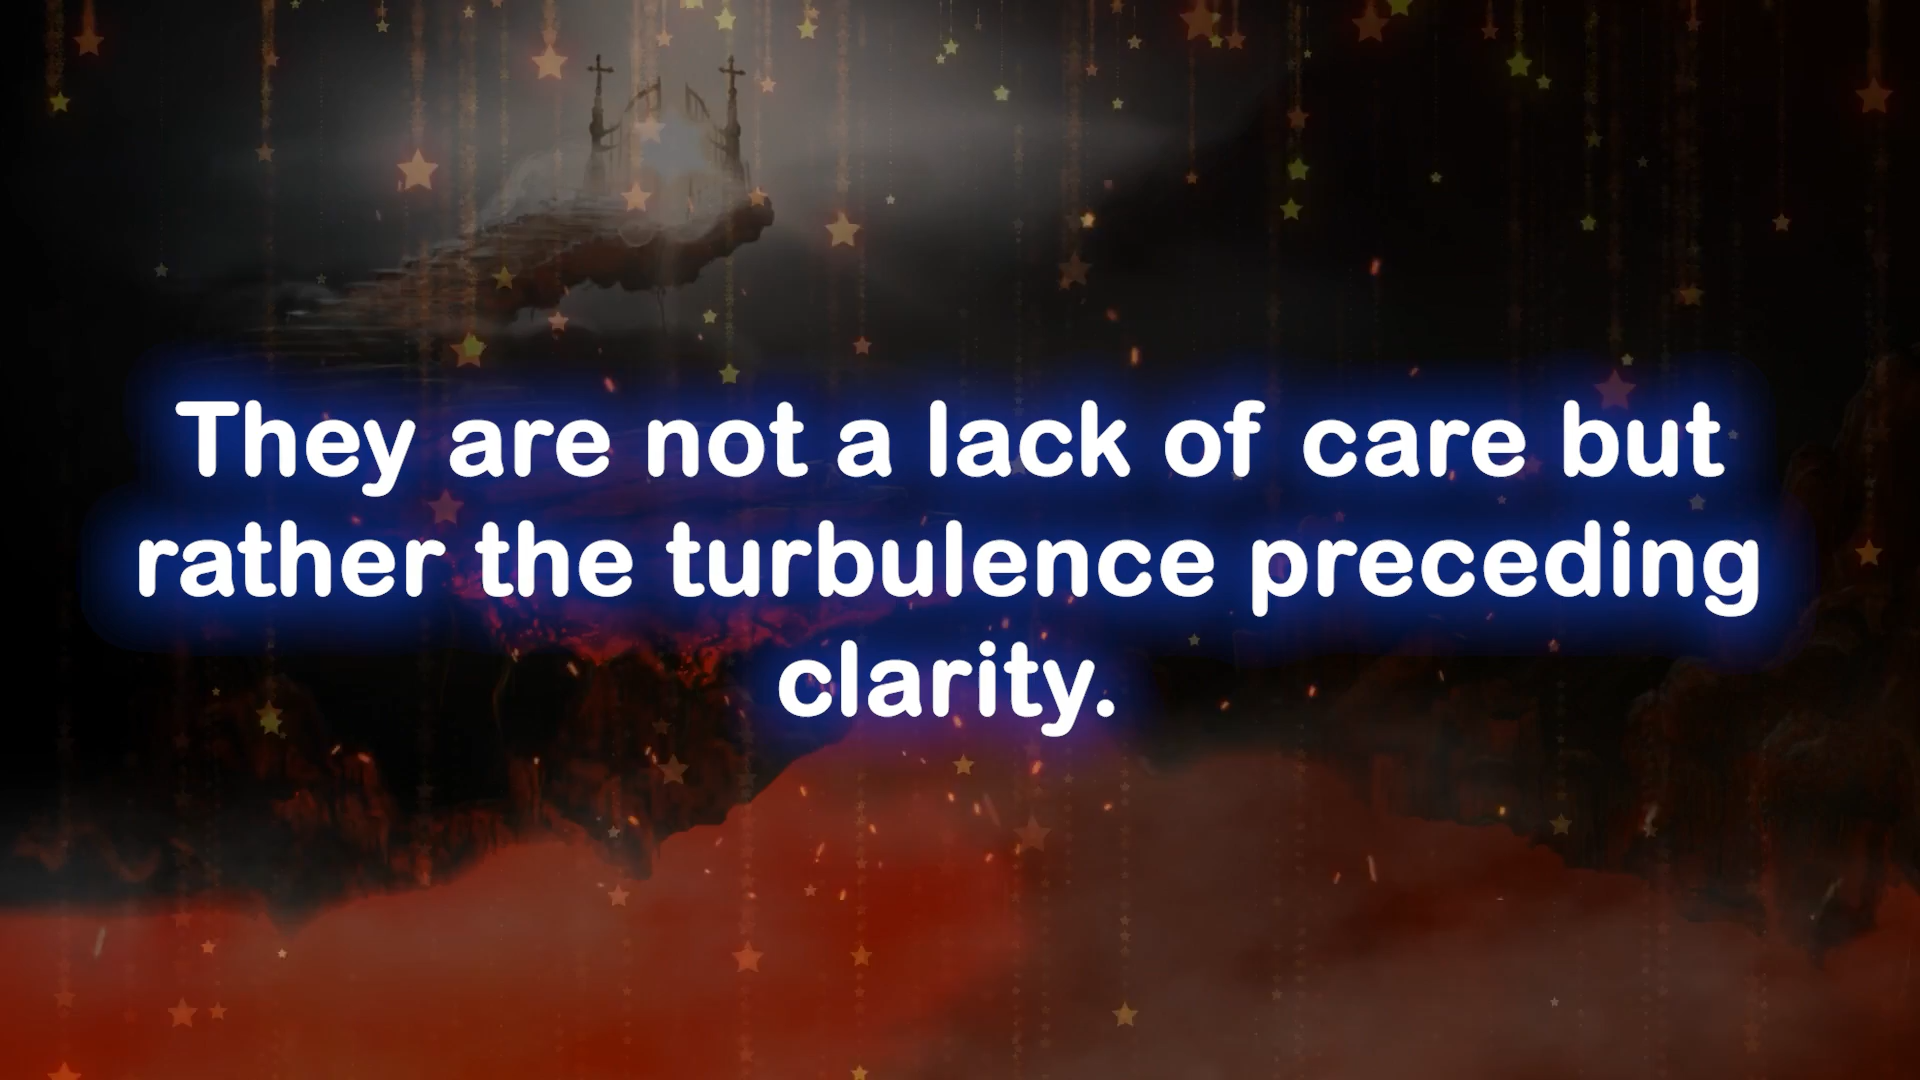 They are not a lack of care but
rather the turbulence preceding
clarity.